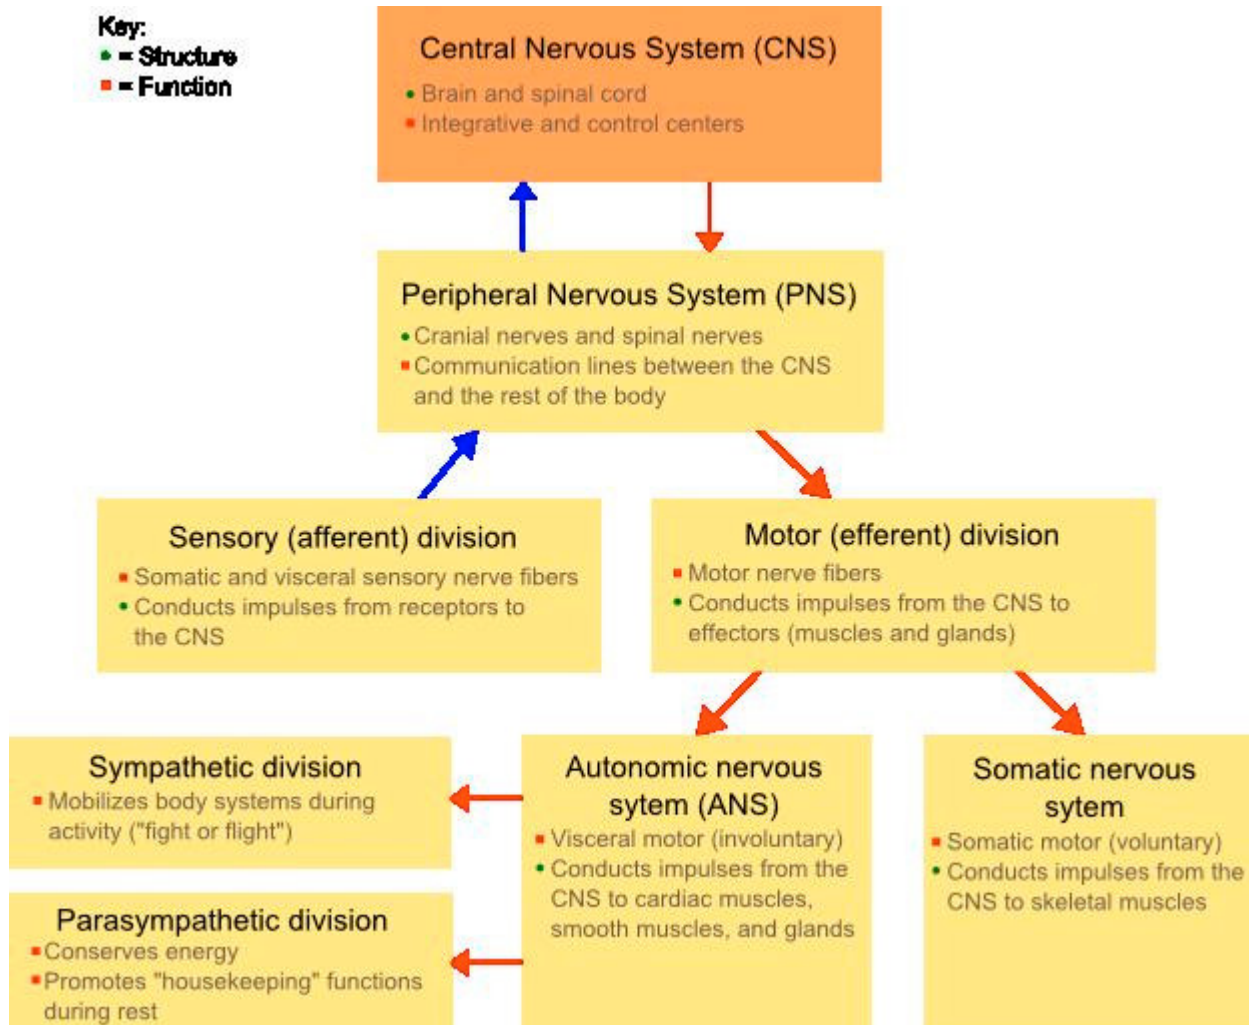 Key:
• = Structure
▪ = Function
Central Nervous System (CNS)
• Brain and spinal cord
▪ Integrative and control centers
Peripheral Nervous System (PNS)
• Cranial nerves and spinal nerves
▪ Communication lines between the CNS
and the rest of the body
Sensory (afferent) division
▪ Somatic and visceral sensory nerve fibers
• Conducts impulses from receptors to
the CNS
Motor (efferent) division
▪ Motor nerve fibers
• Conducts impulses from the CNS to
effectors (muscles and glands)
Sympathetic division
▪ Mobilizes body systems during
activity ("fight or flight")
Parasympathetic division
▪ Conserves energy
▪ Promotes "housekeeping" functions
during rest
Autonomic nervous
sytem (ANS)
▪ Visceral motor (involuntary)
• Conducts impulses from the
CNS to cardiac muscles,
smooth muscles, and glands
Somatic nervous
sytem
▪ Somatic motor (voluntary)
• Conducts impulses from the
CNS to skeletal muscles